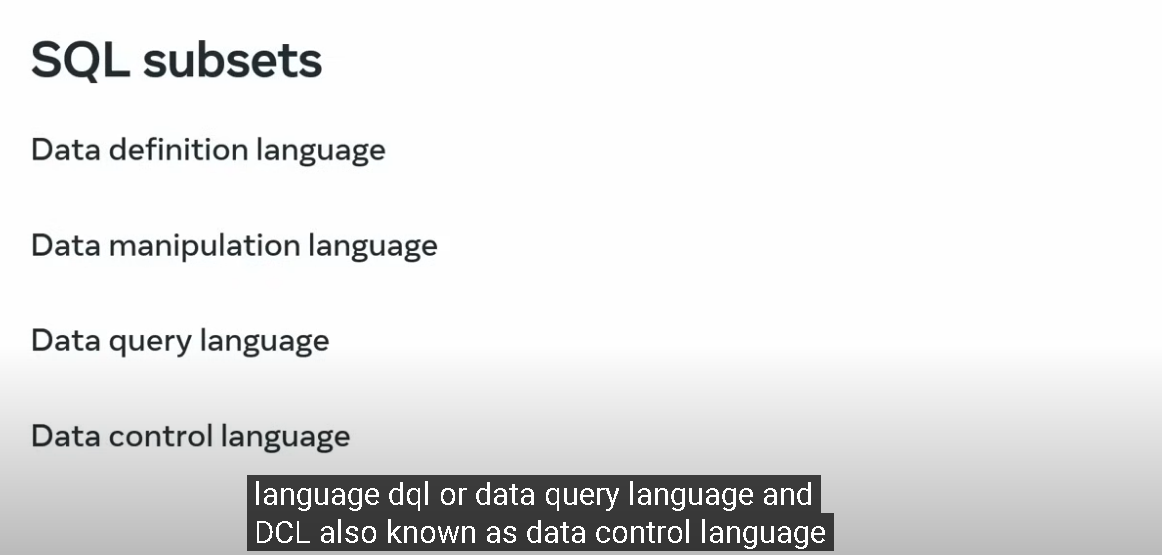 SQL subsets
Data definition language
Data manipulation language
Data query language
Data control language
language dql or data query language and
DCL also known as data control language